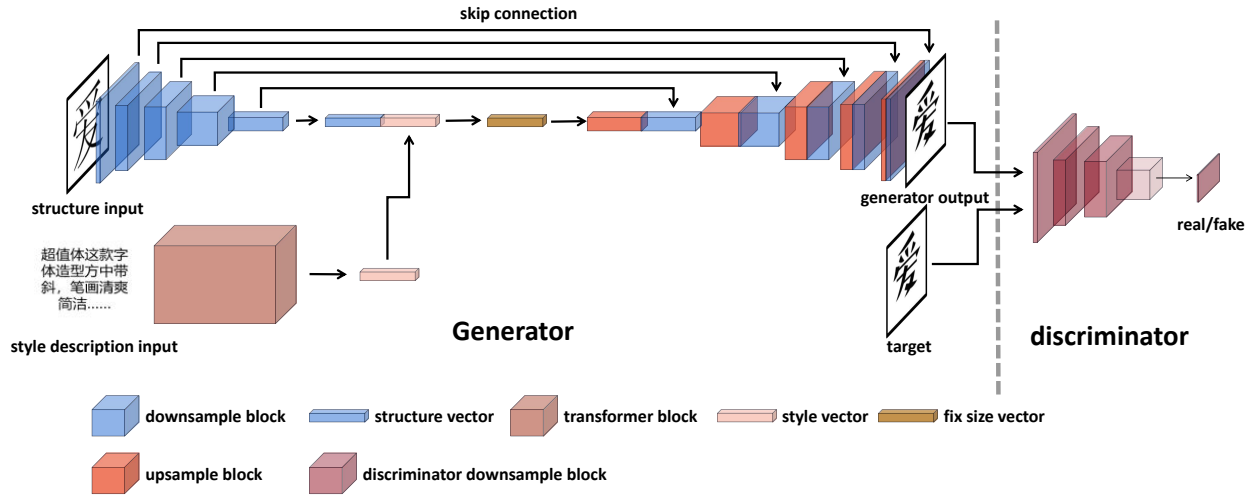 skip connection
爱
爱
structure input
generator output
real/fake
超值体这款字
体造型方中带
斜，笔画清爽
简洁......
爱
style description input
Generator
target
discriminator
downsample block
structure vector
transformer block
style vector
fix size vector
upsample block
discriminator downsample block